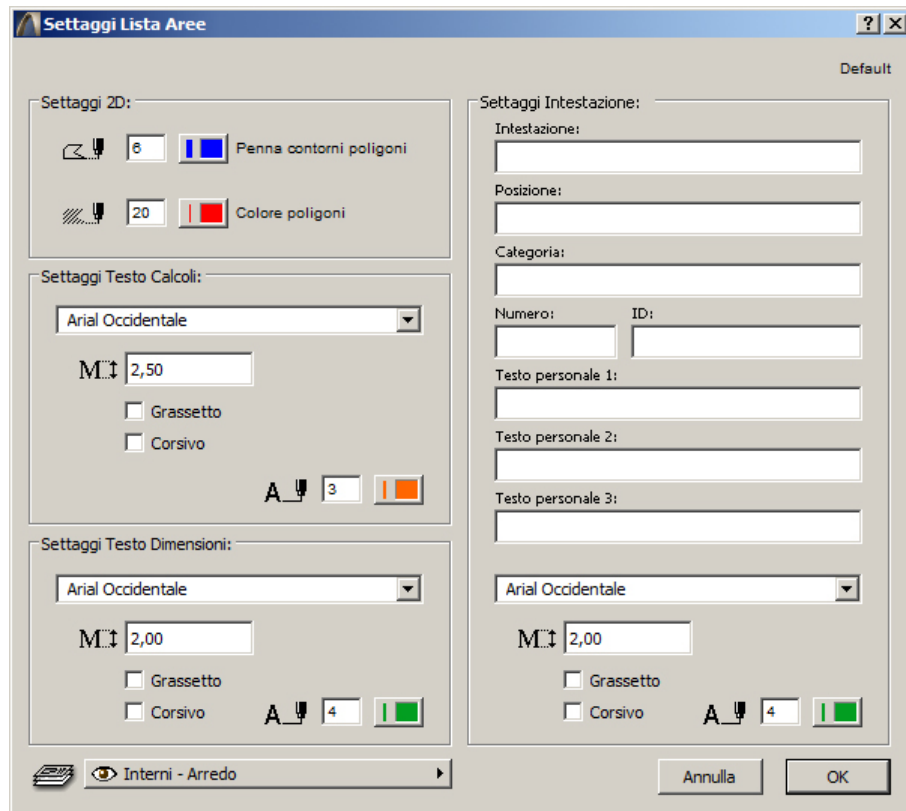 Settaggi Lista Aree
Default
Settaggi 2D:
6 Penna contorni poligoni
20 Colore poligoni
Settaggi Testo Calcoli:
Arial Occidentale
M 2,50
Grassetto
Corsivo
A 3
Settaggi Testo Dimensioni:
Arial Occidentale
M 2,00
Grassetto
Corsivo A 4
Settaggi Intestazione:
Intestazione:
Posizione:
Categoria:
Numero: ID:
Testo personale 1:
Testo personale 2:
Testo personale 3:
Arial Occidentale
M 2,00
Grassetto
Corsivo A 4
Interni - Arredo
Annulla OK